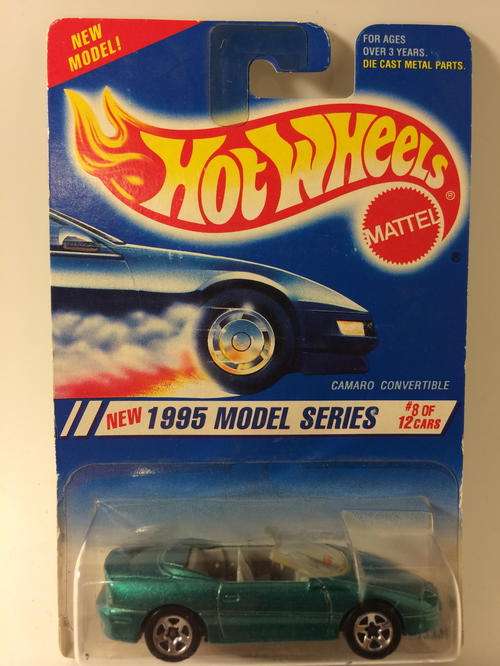 NEW
MODEL!
FOR AGES
OVER 3 YEARS.
DIE CAST METAL PARTS.
HOT WHEELS
®
MATTEL
®
CAMARO CONVERTIBLE
NEW 1995 MODEL SERIES
#8 OF
12 CARS